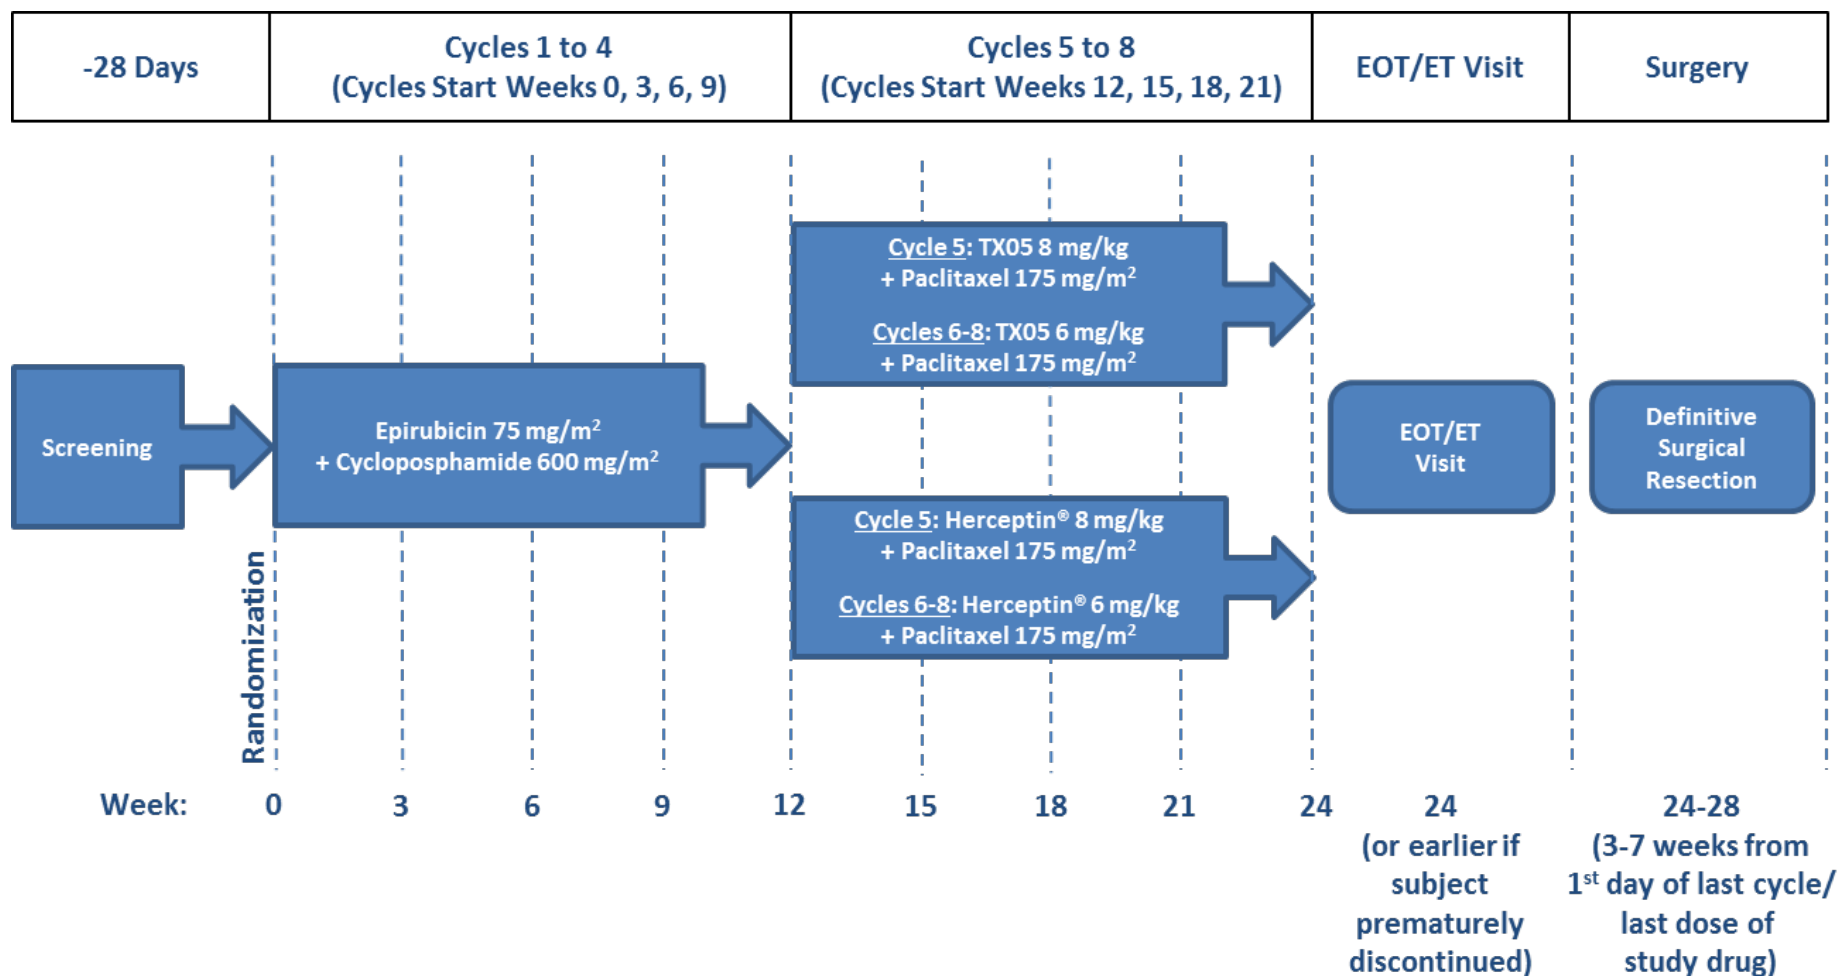 -28 Days
Cycles 1 to 4
(Cycles Start Weeks 0, 3, 6, 9)
Cycles 5 to 8
(Cycles Start Weeks 12, 15, 18, 21)
EOT/ET Visit
Surgery
Screening
Randomization
Epirubicin 75 mg/m²
+ Cycloposphamide 600 mg/m²
Cycle 5: TX05 8 mg/kg
+ Paclitaxel 175 mg/m²
Cycles 6-8: TX05 6 mg/kg
+ Paclitaxel 175 mg/m²
Cycle 5: Herceptin® 8 mg/kg
+ Paclitaxel 175 mg/m²
Cycles 6-8: Herceptin® 6 mg/kg
+ Paclitaxel 175 mg/m²
EOT/ET
Visit
Definitive
Surgical
Resection
Week: 0 3 6 9 12 15 18 21 24
24
(or earlier if
subject
prematurely
discontinued)
24-28
(3-7 weeks from
1st day of last cycle/
last dose of
study drug)